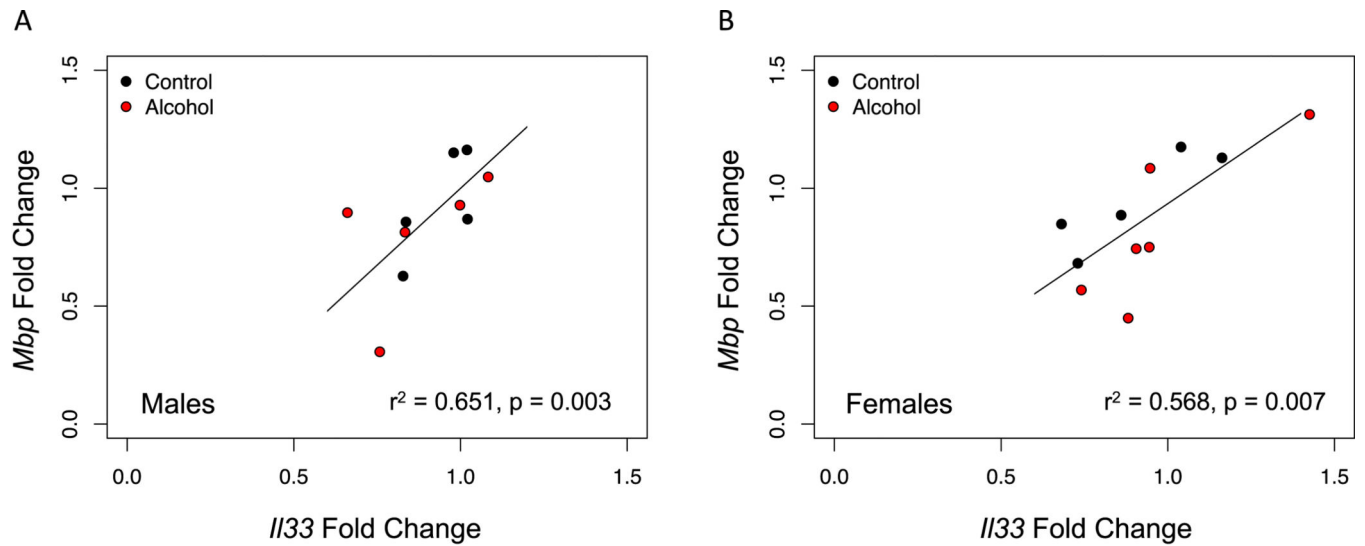 A
1.5
1.0
0.5
0.0
Mbp Fold Change
Control
Alcohol
Males
r² = 0.651, p = 0.003
0.0 0.5 1.0 1.5
Il33 Fold Change
B
1.5
1.0
0.5
0.0
Mbp Fold Change
Control
Alcohol
Females
r² = 0.568, p = 0.007
0.0 0.5 1.0 1.5
Il33 Fold Change